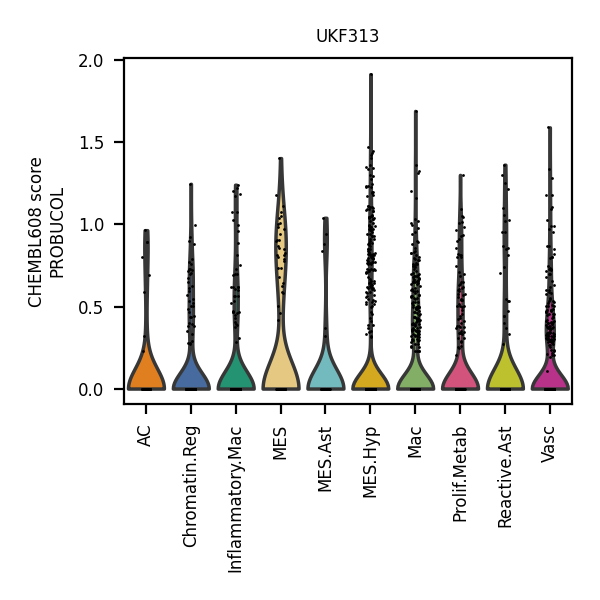 UKF313
CHEMBL608 score
PROBUCOL
2.0
1.5
1.0
0.5
0.0
AC
Chromatin.Reg
Inflammatory.Mac
MES
MES.Ast
MES.Hyp
Mac
Prolif.Metab
Reactive.Ast
Vasc